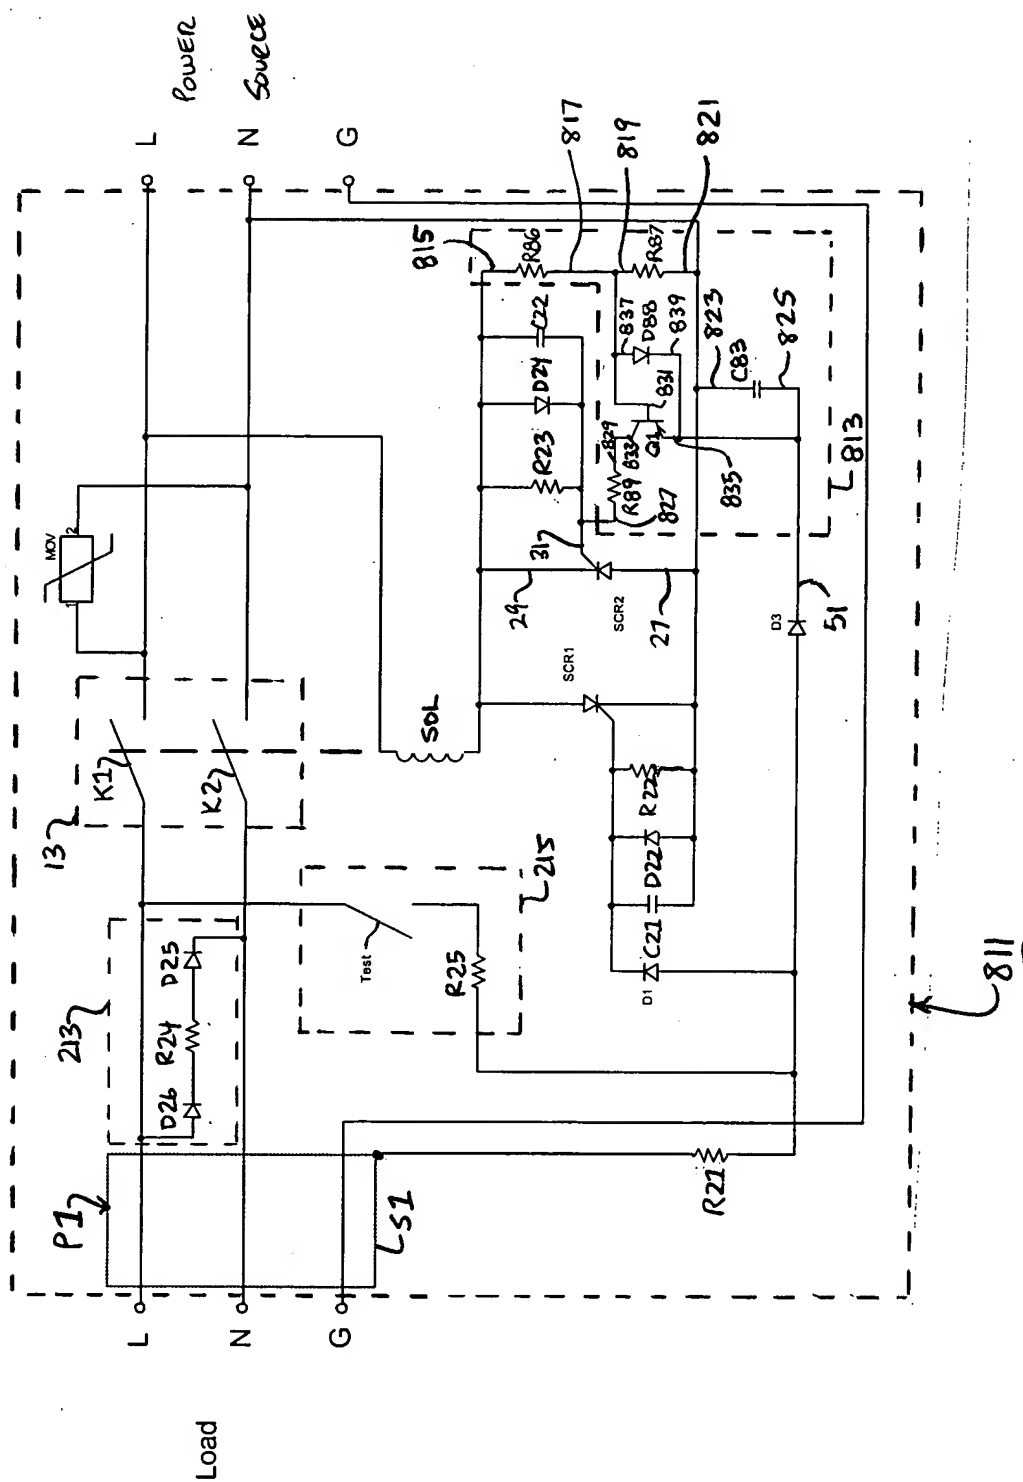 POWER
SOURCE
L
N
G
MOV
1
2
K1
K2
13
213
D25
R24
D26
P1
S1
L
N
G
Load
Test
R25
215
SOL
815
R86
817
819
R87
821
C22
D24
R23
837
D88
839
831
Q1
829
833
R89
827
835
823
C83
825
813
31
29
27
SCR2
SCR1
51
D3
R22
D22
C21
D1
R21
811